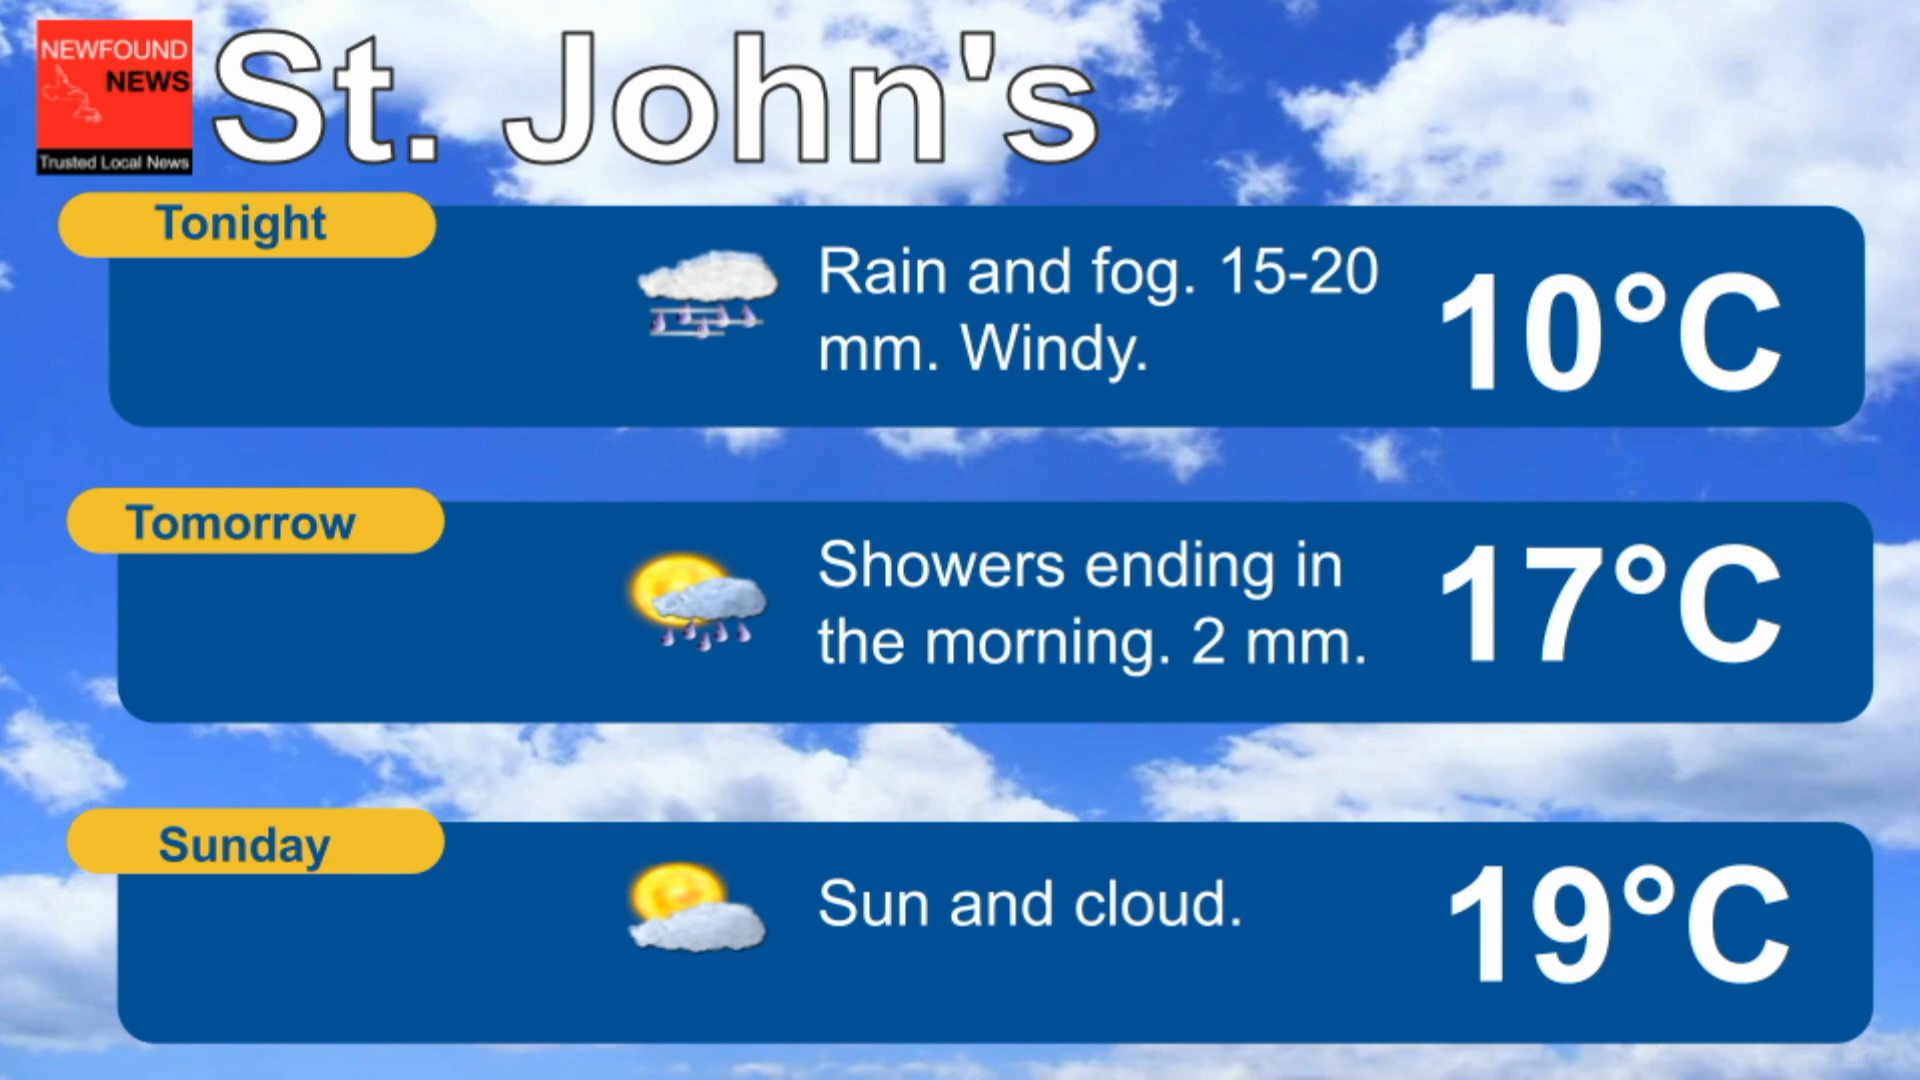 NEWFOUND
NEWS
Trusted Local News
St. John's
Tonight
Rain and fog. 15-20
mm. Windy.
10°C
Tomorrow
Showers ending in
the morning. 2 mm.
17°C
Sunday
Sun and cloud.
19°C